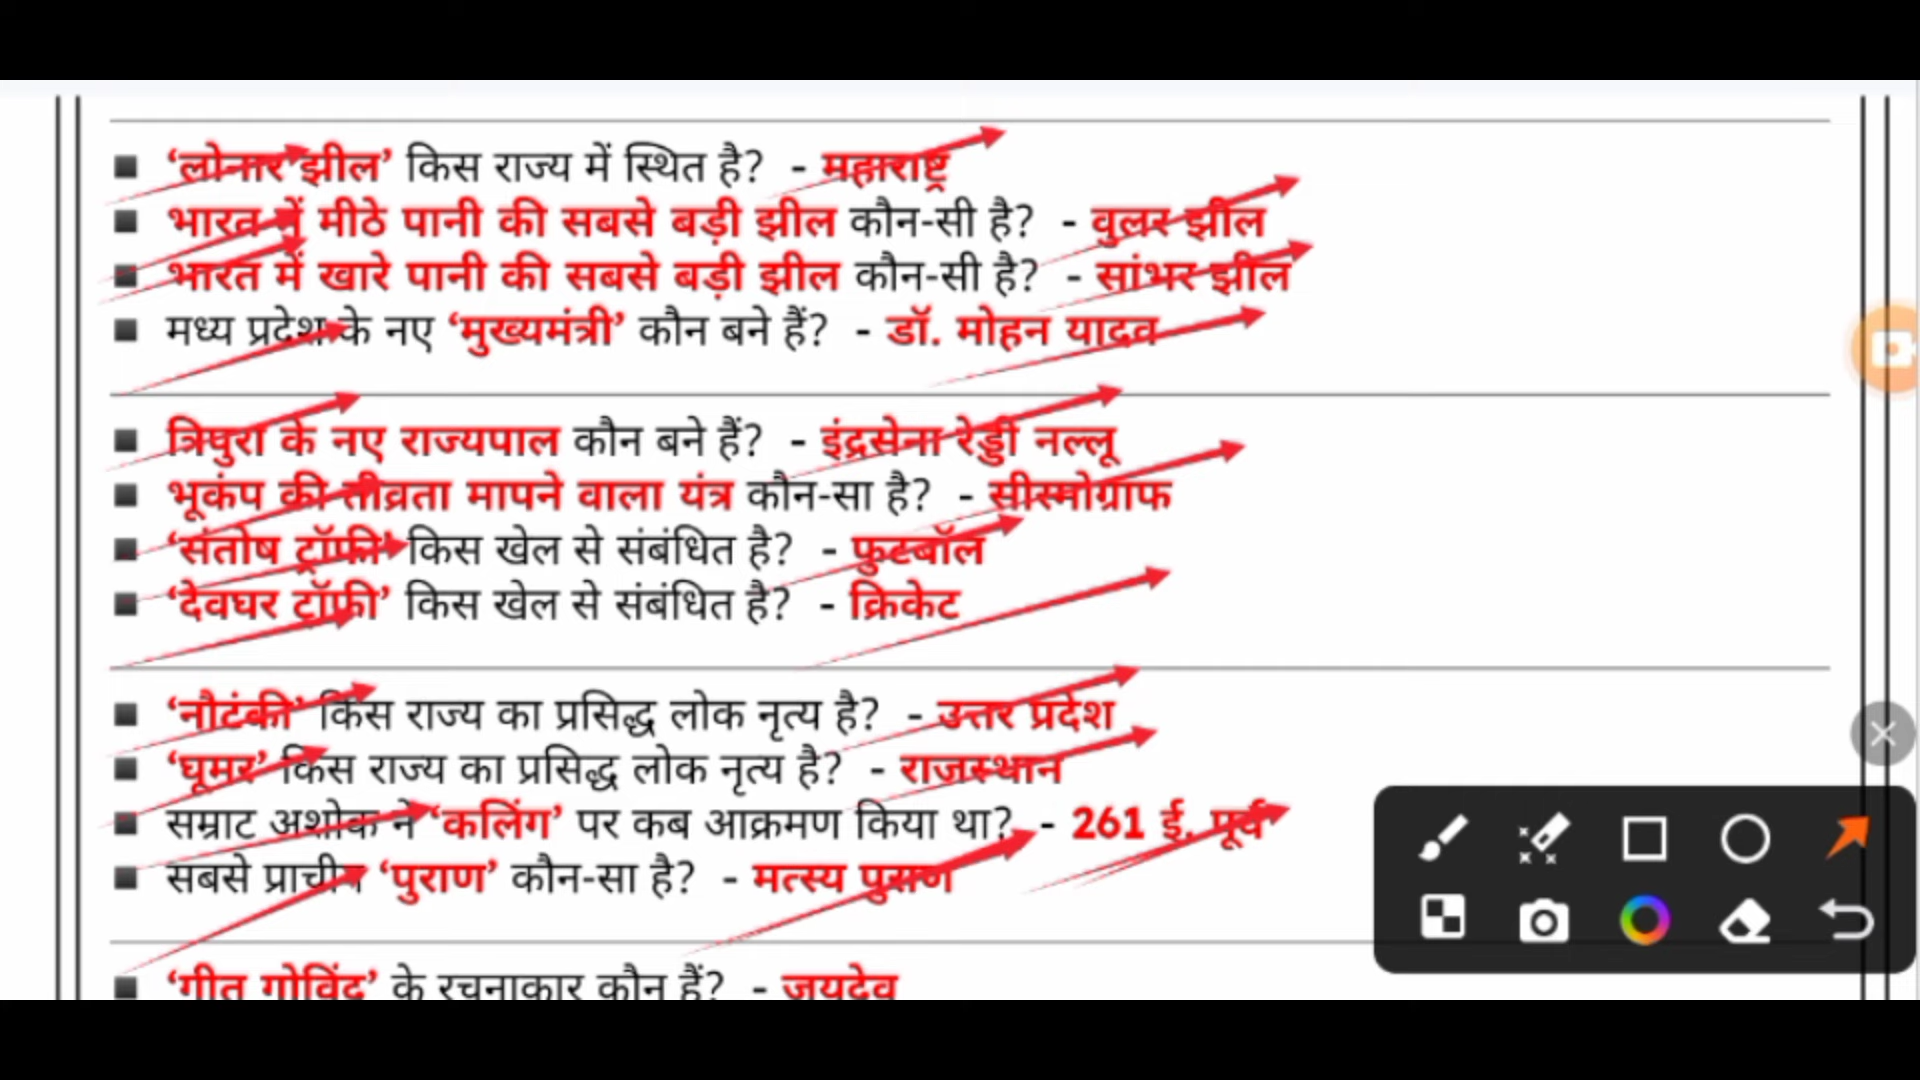 ‘लोनार झील’ किस राज्य में स्थित है? - महाराष्ट्र
भारत में मीठे पानी की सबसे बड़ी झील कौन-सी है? - वुलर झील
भारत में खारे पानी की सबसे बड़ी झील कौन-सी है? - सांभर झील
मध्य प्रदेश के नए ‘मुख्यमंत्री’ कौन बने हैं? - डॉ. मोहन यादव
त्रिपुरा के नए राज्यपाल कौन बने हैं? - इंद्रसेना रेड्डी नल्लू
भूकंप की तीव्रता मापने वाला यंत्र कौन-सा है? - सीस्मोग्राफ
‘संतोष ट्रॉफी’ किस खेल से संबंधित है? - फुटबॉल
‘देवघर टॉफी’ किस खेल से संबंधित है? - क्रिकेट
‘नौटंकी’ किस राज्य का प्रसिद्ध लोक नृत्य है? - उत्तर प्रदेश
‘घूमर’ किस राज्य का प्रसिद्ध लोक नृत्य है? - राजस्थान
सम्राट अशोक ने ‘कलिंग’ पर कब आक्रमण किया था? - 261 ई. पूर्व
सबसे प्राचीन ‘पुराण’ कौन-सा है? - मत्स्य पुराण
‘गीत गोविंद’ के रचनाकार कौन हैं? - जयदेव